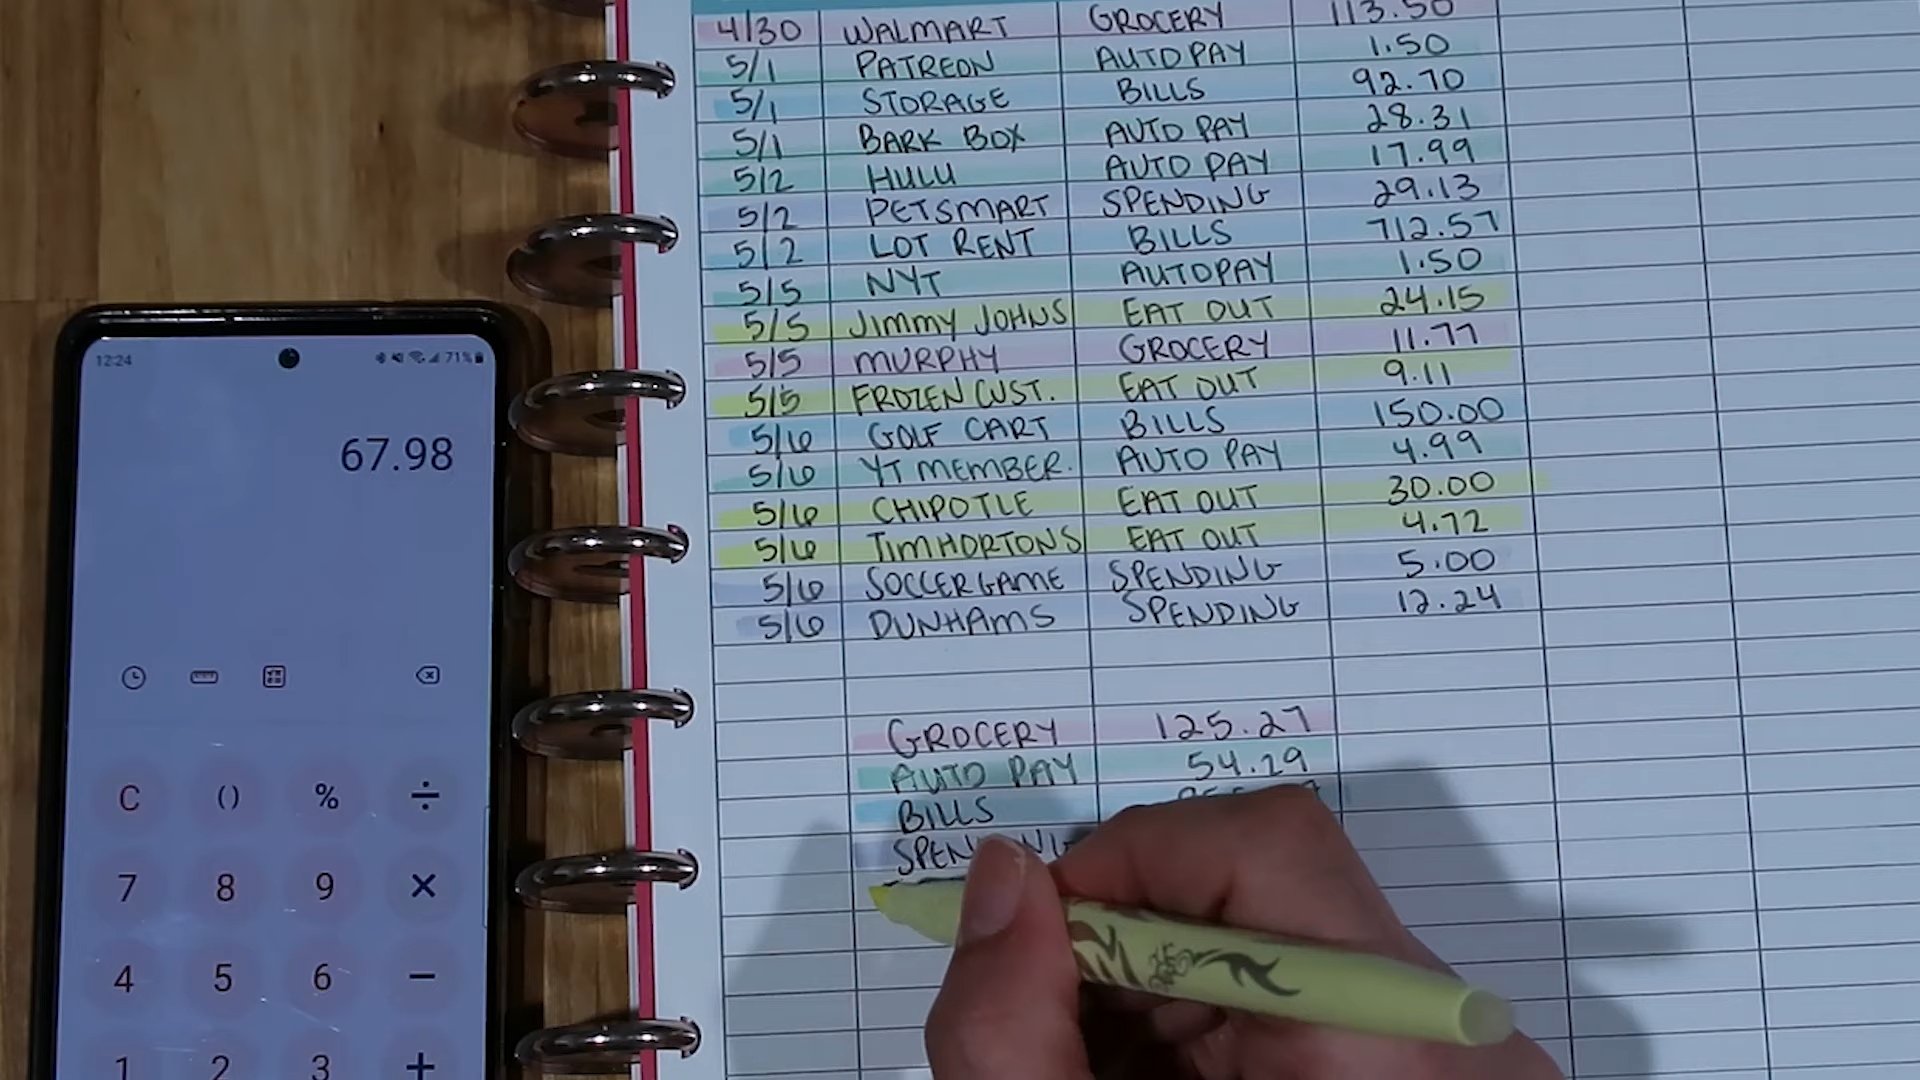 4/30 WALMART GROCERY 113.50
5/1 PATREON AUTO PAY 1.50
5/1 STORAGE BILLS 92.70
5/1 BARK BOX AUTO PAY 28.31
5/2 HULU AUTO PAY 17.99
5/2 PETSMART SPENDING 29.13
5/2 LOT RENT BILLS 712.57
5/5 NYT AUTOPAY 1.50
5/5 JIMMY JOHNS EAT OUT 24.15
5/5 MURPHY GROCERY 11.77
5/5 FROZEN CUST. EAT OUT 9.11
5/6 GOLF CART BILLS 150.00
5/6 YT MEMBER. AUTO PAY 4.99
5/6 CHIPOTLE EAT OUT 30.00
5/6 TIM HORTONS EAT OUT 4.72
5/6 SOCCER GAME SPENDING 5.00
5/6 DUNHAMS SPENDING 12.24
GROCERY 125.27
AUTO PAY 54.29
BILLS
12:24 71%
67.98
C () % ÷
7 8 9 ×
4 5 6 −
1 2 3 +